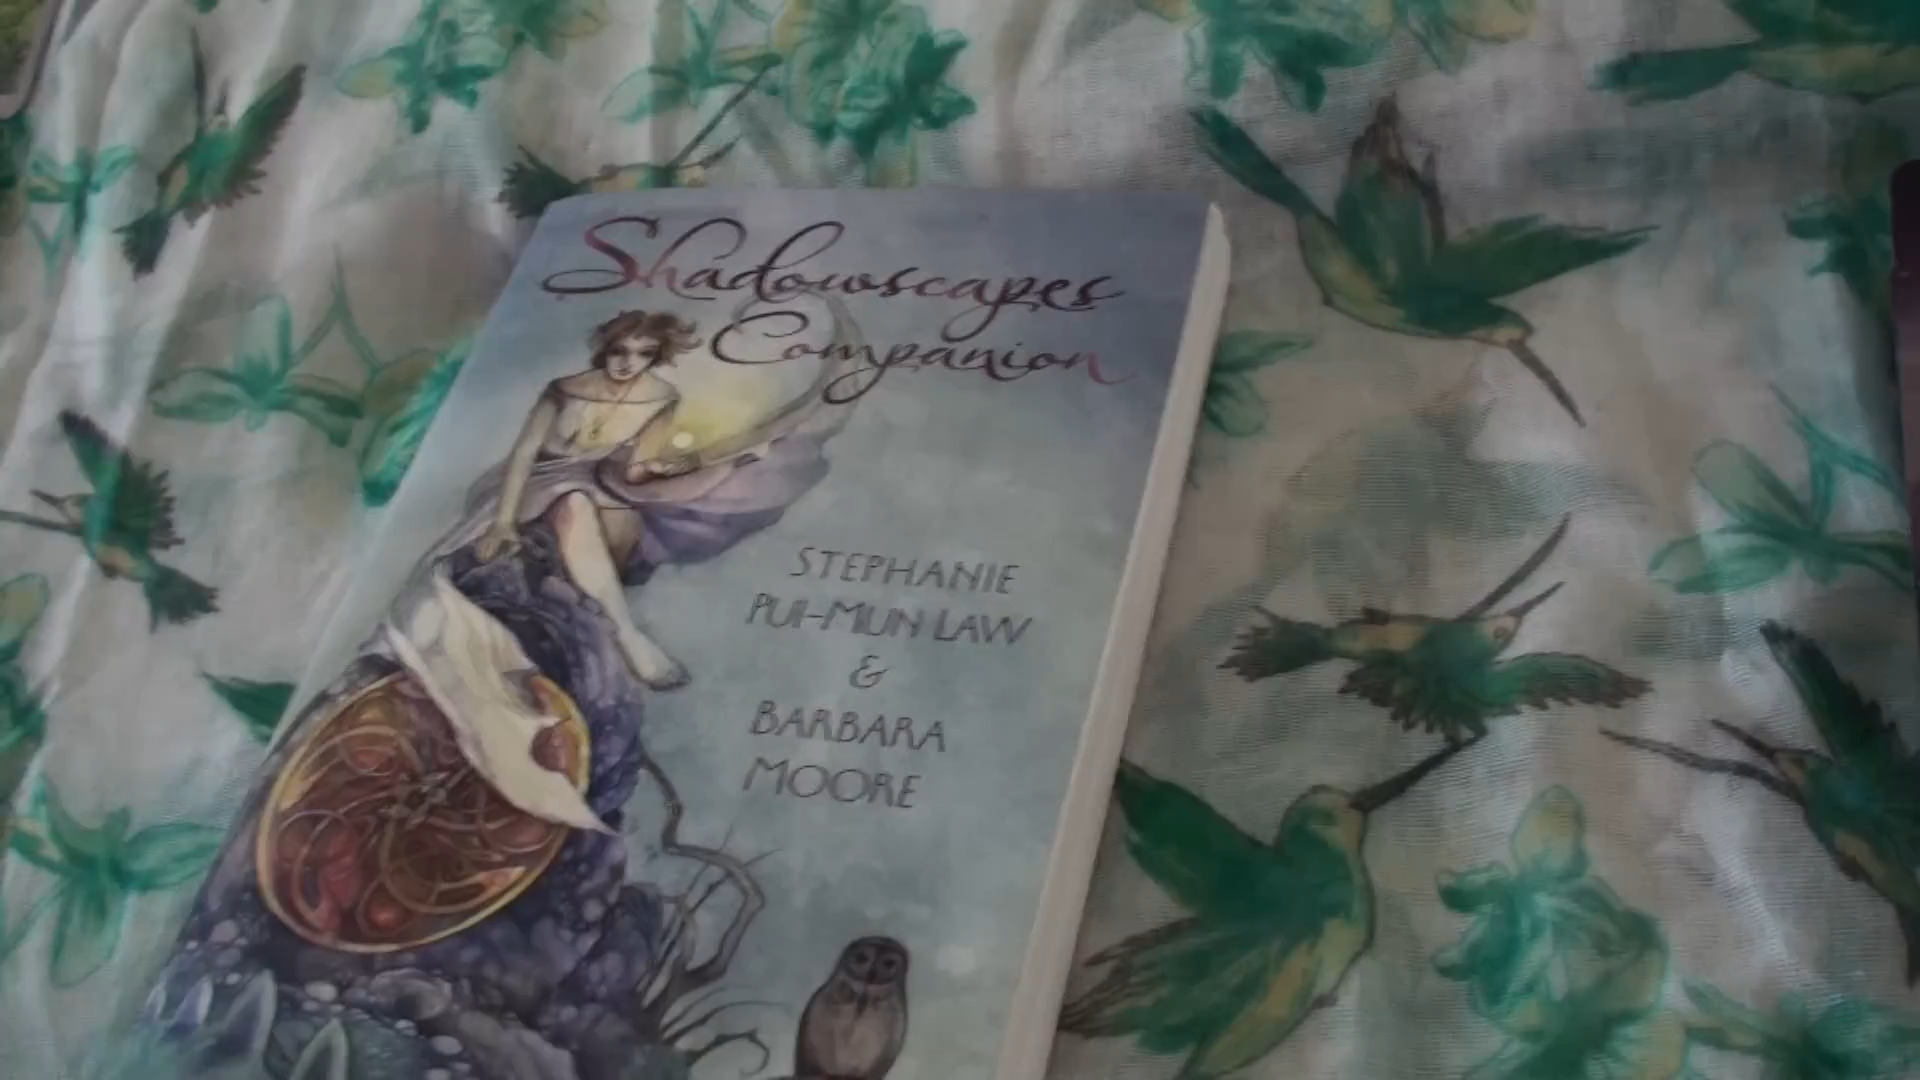 Shadowscapes
Companion
STEPHANIE
PUI-MUN LAW
&
BARBARA
MOORE